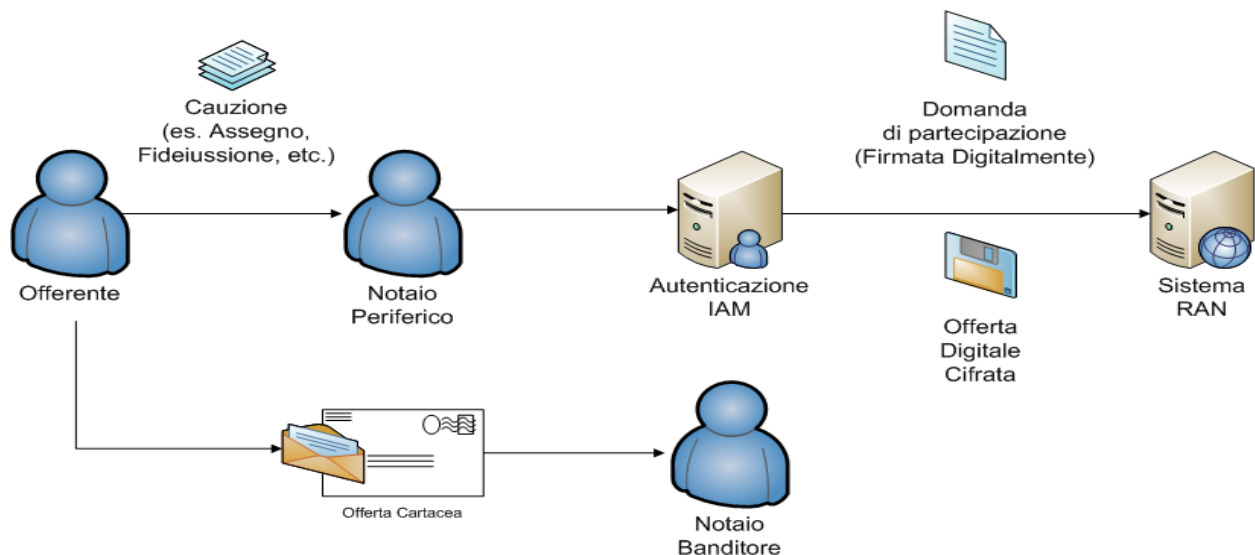 Cauzione
(es. Assegno,
Fideiussione, etc.)
Domanda
di partecipazione
(Firmata Digitalmente)
Offerente
Notaio
Periferico
Autenticazione
IAM
Sistema
RAN
Offerta
Digitale
Cifrata
Offerta Cartacea
Notaio
Banditore